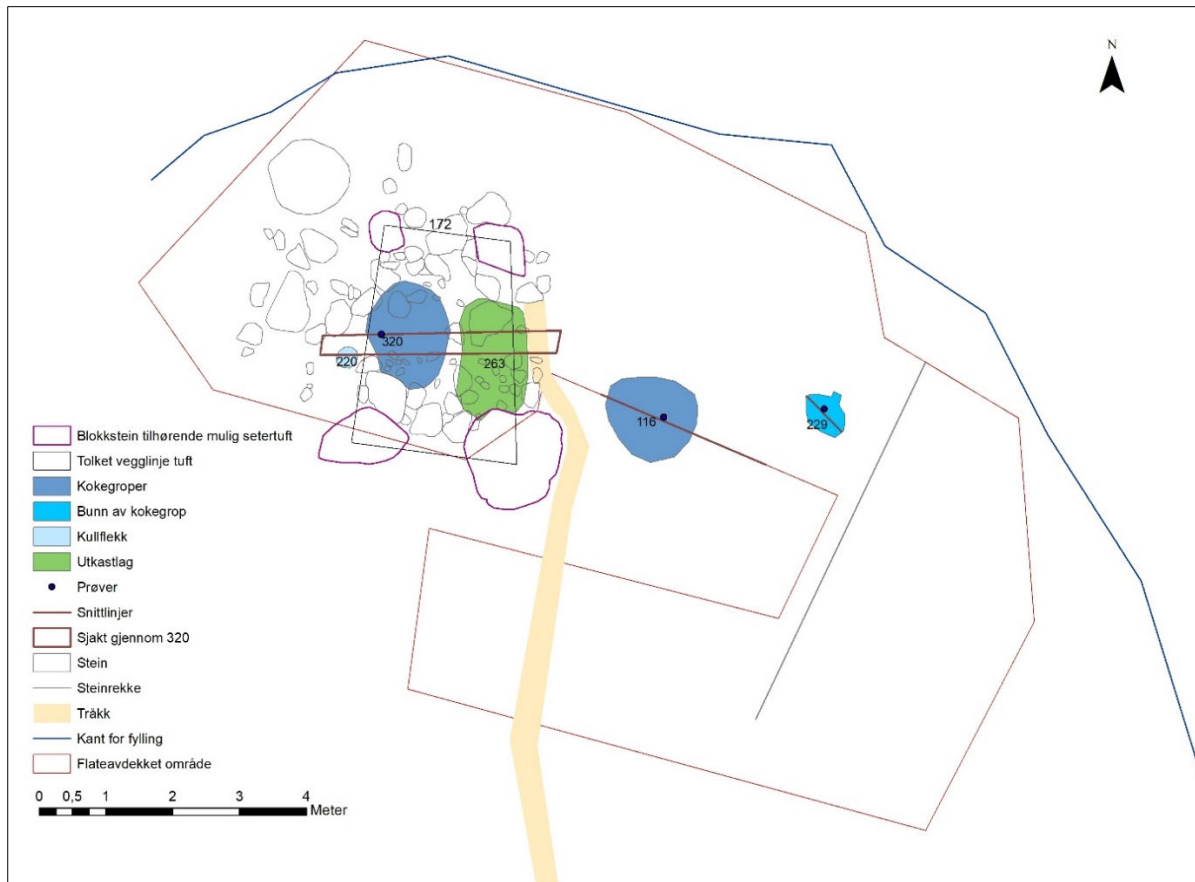 N
172
320
220
263
116
229
Blokkstein tilhørende mulig setertuft
Tolket vegglinje tuft
Kokegroper
Bunn av kokegrop
Kullflekk
Utkastlag
Prøver
Snittlinjer
Sjakt gjennom 320
Stein
Steinrekke
Tråkk
Kant for fylling
Flateavdekket område
0 0,5 1 2 3 4
Meter